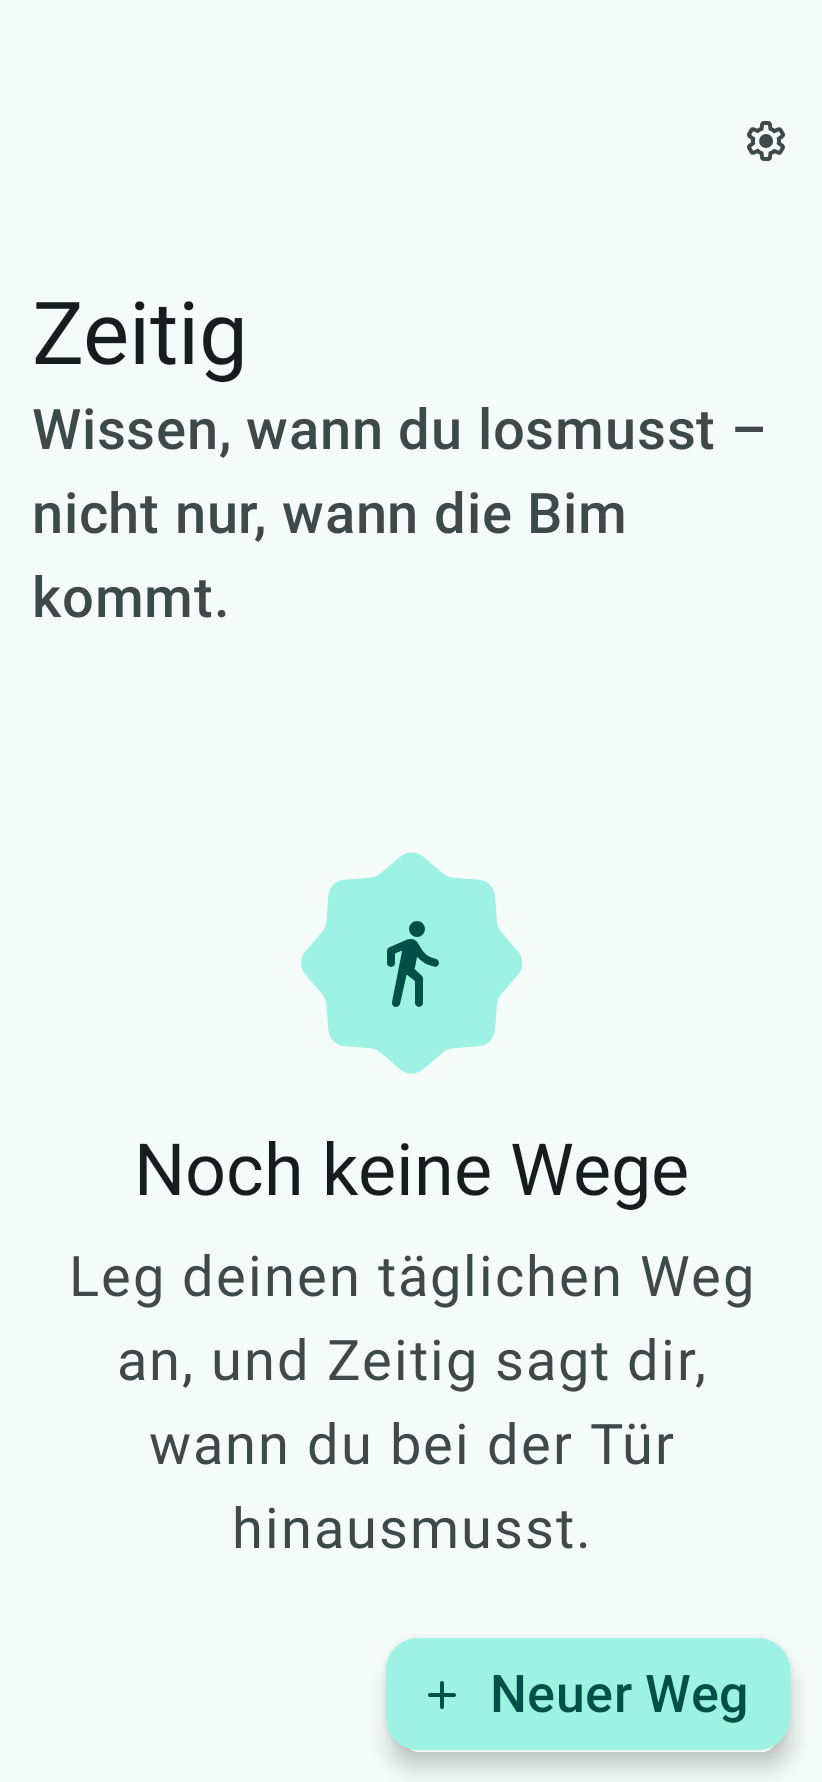 Zeitig
Wissen, wann du losmusst –
nicht nur, wann die Bim
kommt.
Noch keine Wege
Leg deinen täglichen Weg
an, und Zeitig sagt dir,
wann du bei der Tür
hinausmusst.
Neuer Weg